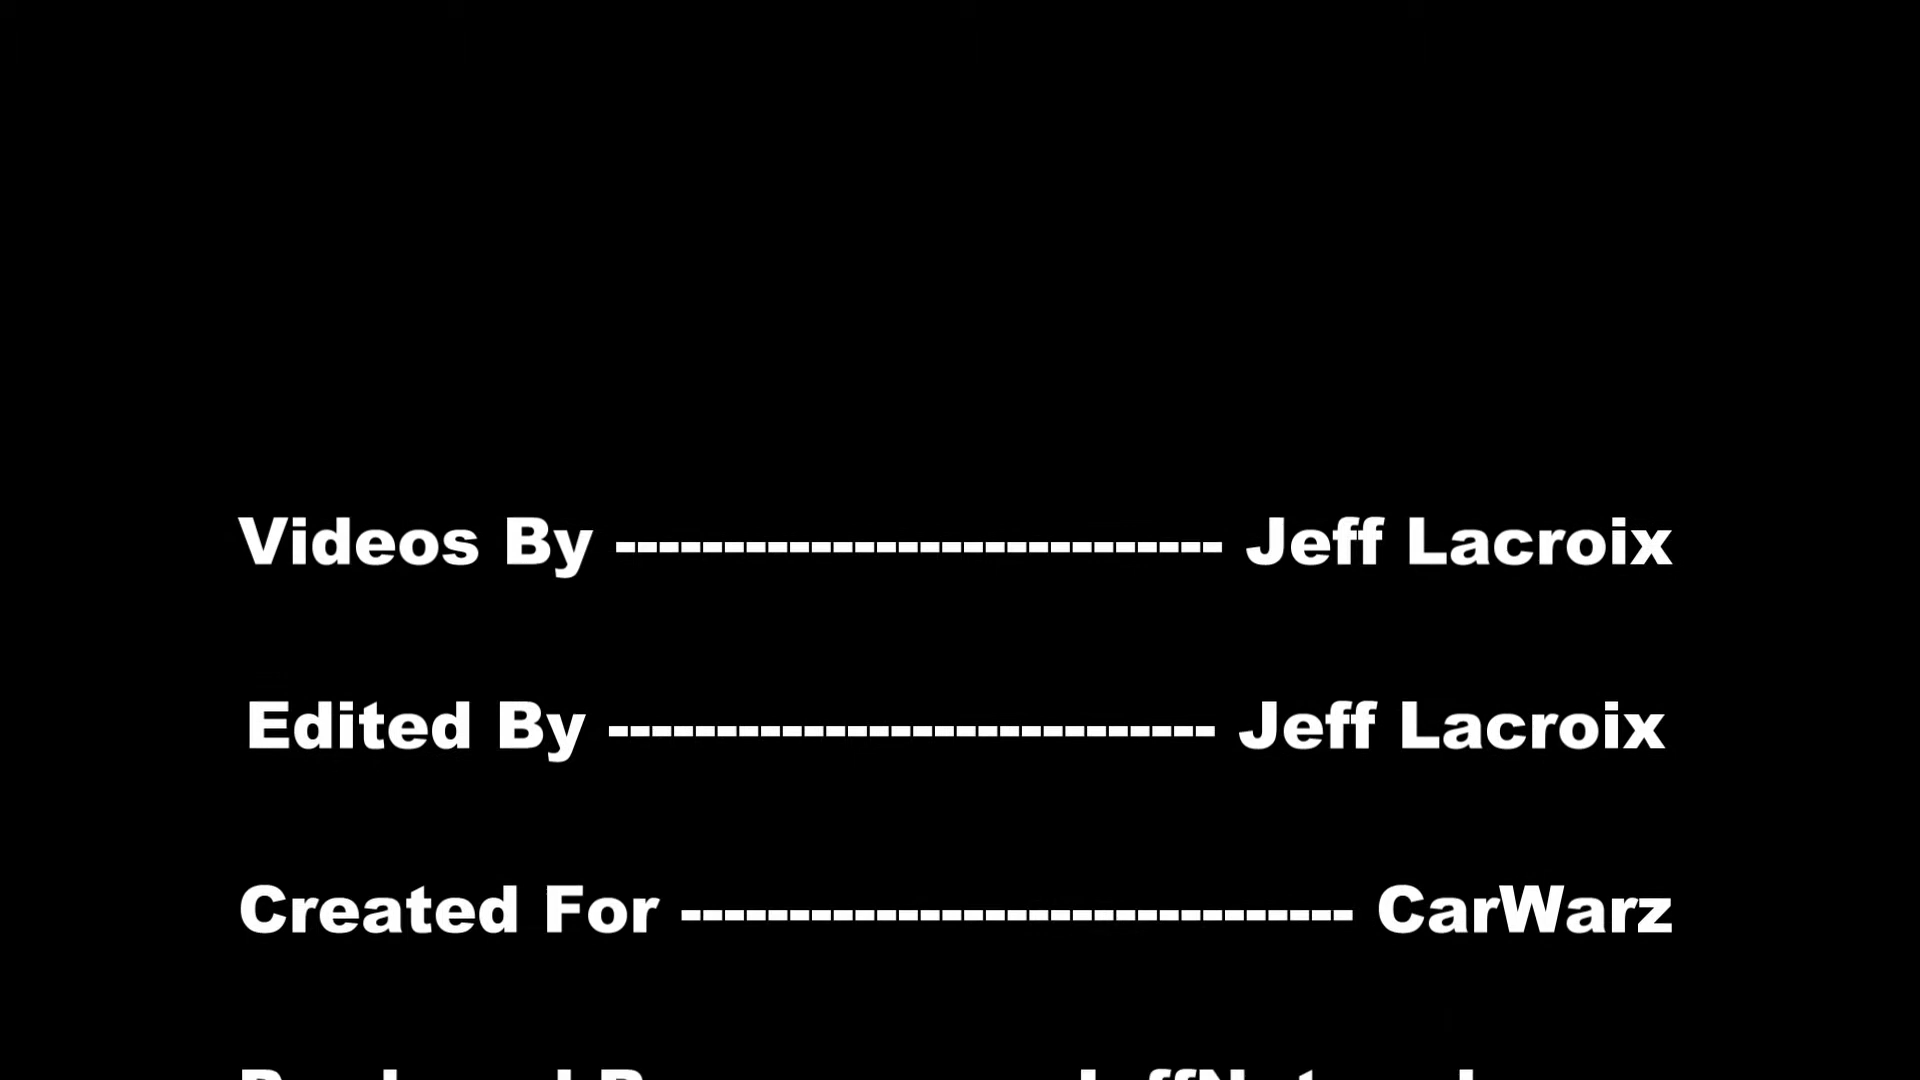 Videos By ---------------------------- Jeff Lacroix
Edited By ---------------------------- Jeff Lacroix
Created For ------------------------------- CarWarz